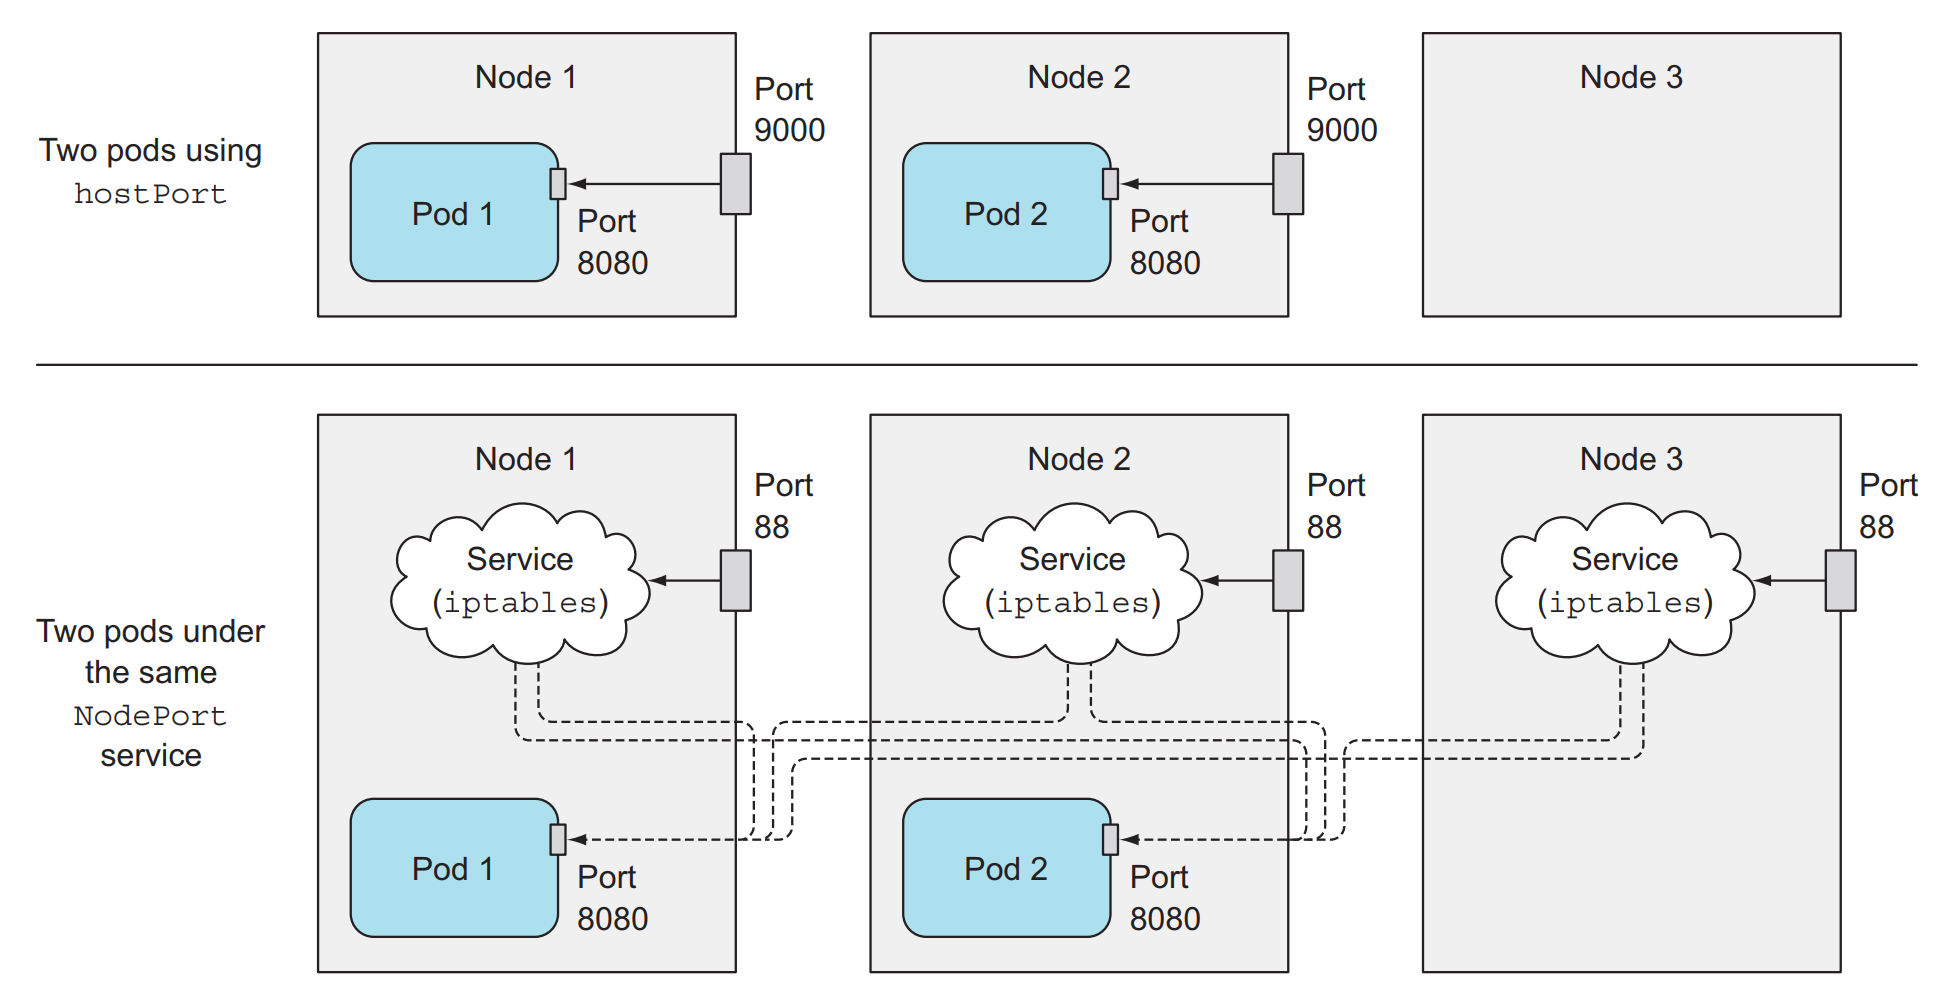 Two pods using
hostPort
Node 1
Port
9000
Pod 1
Port
8080
Node 2
Port
9000
Pod 2
Port
8080
Node 3
Two pods under
the same
NodePort
service
Node 1
Port
88
Service
(iptables)
Pod 1
Port
8080
Node 2
Port
88
Service
(iptables)
Pod 2
Port
8080
Node 3
Port
88
Service
(iptables)